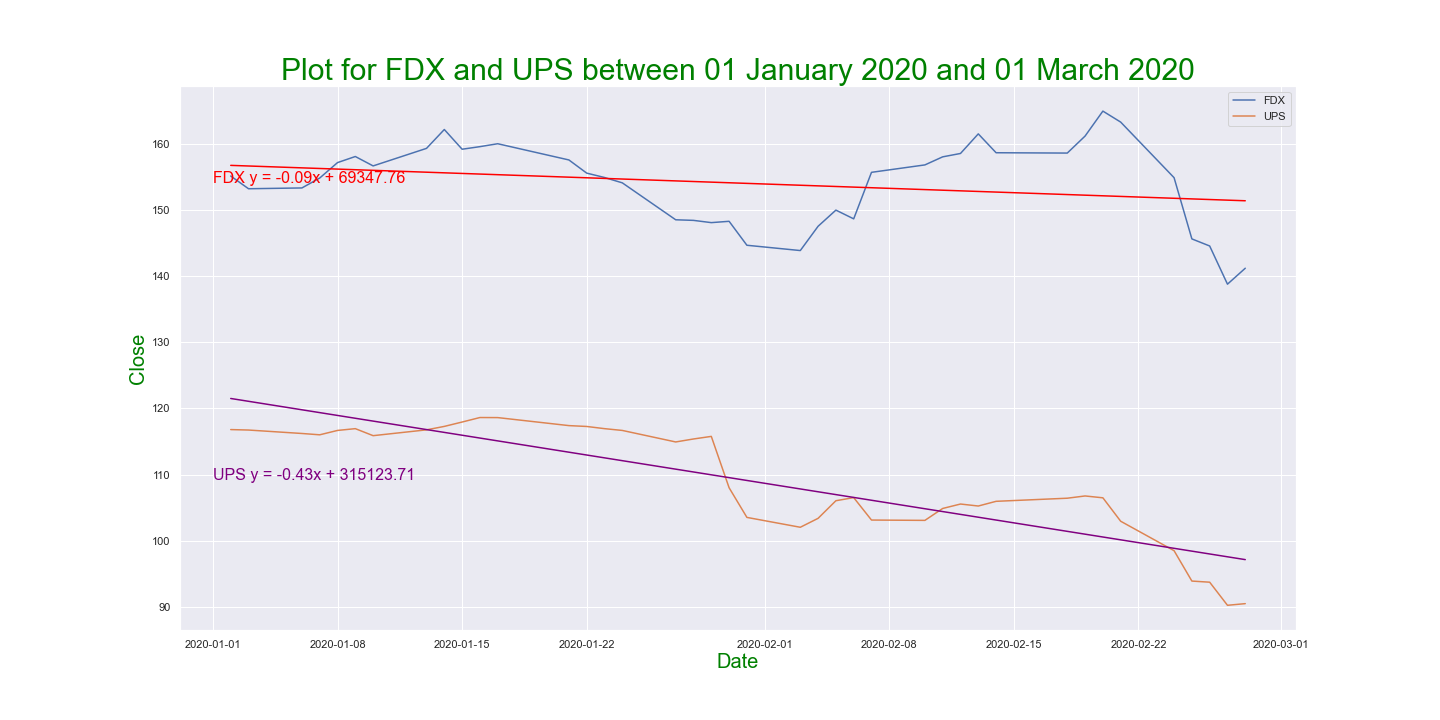 Plot for FDX and UPS between 01 January 2020 and 01 March 2020
FDX
UPS
160
150
140
130
120
110
100
90
Close
FDX y = -0.09x + 69347.76
UPS y = -0.43x + 315123.71
2020-01-01
2020-01-08
2020-01-15
2020-01-22
2020-02-01
2020-02-08
2020-02-15
2020-02-22
2020-03-01
Date